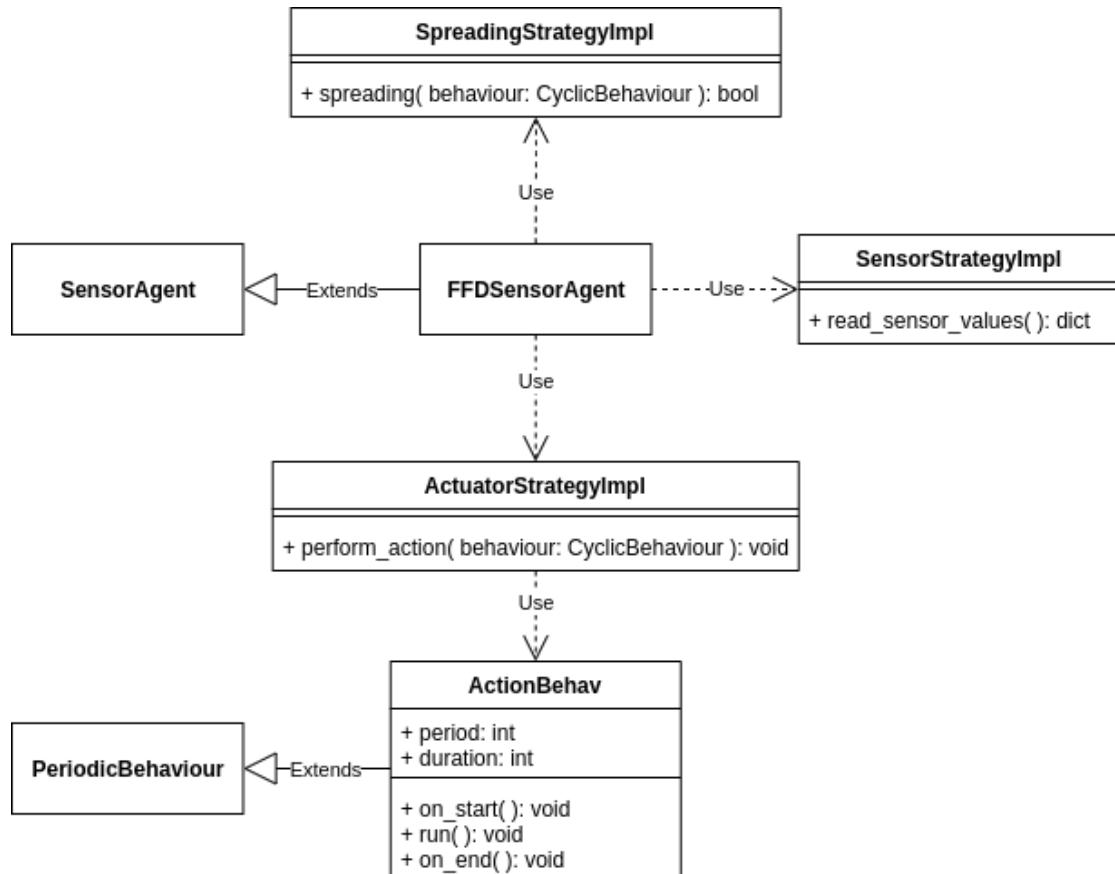 SpreadingStrategyImpl
+ spreading( behaviour: CyclicBehaviour ): bool
Use
SensorAgent
Extends
FFDSensorAgent
Use
SensorStrategyImpl
+ read_sensor_values( ): dict
Use
ActuatorStrategyImpl
+ perform_action( behaviour: CyclicBehaviour ): void
Use
ActionBehav
+ period: int
+ duration: int
PeriodicBehaviour
Extends
+ on_start( ): void
+ run( ): void
+ on_end( ): void